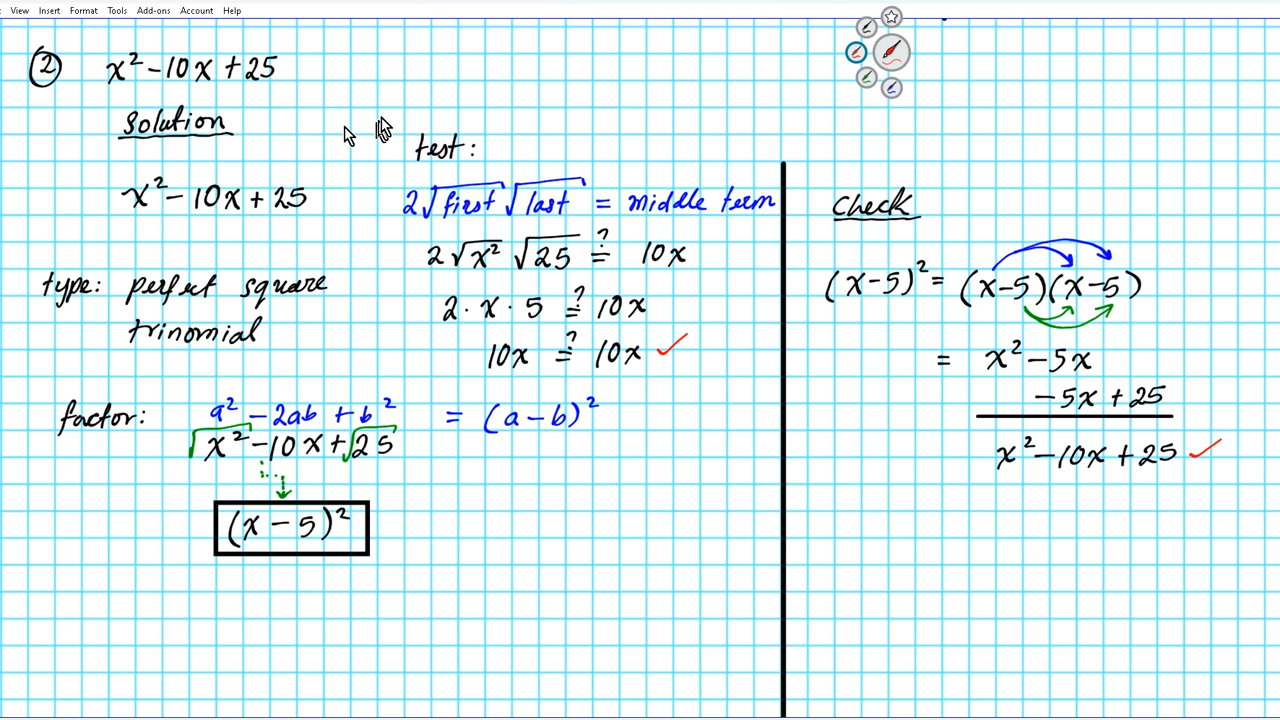 View Insert Format Tools Add-ons Account Help
② x² - 10x + 25
Solution
x² - 10x + 25
type: perfect square
trinomial
test:
2√first √last = middle term
2√x² √25 ≟ 10x
2 · x · 5 ≟ 10x
10x ≟ 10x ✓
factor: a² - 2ab + b² = (a - b)²
√x² - 10x + √25
(x - 5)²
Check
(x - 5)² = (x - 5)(x - 5)
= x² - 5x
- 5x + 25
x² - 10x + 25 ✓